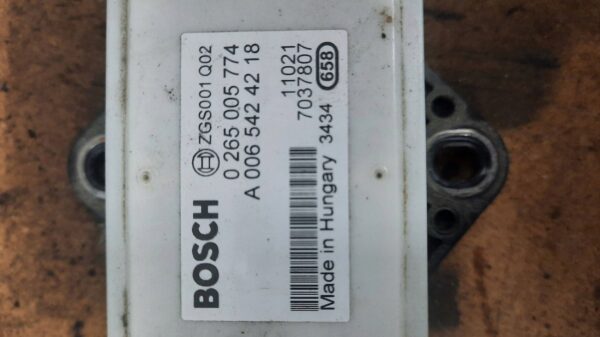 BOSCH ZGS001 Q02
0 265 005 774
A 006 542 42 18
11021
7037807
Made in Hungary 3434 658